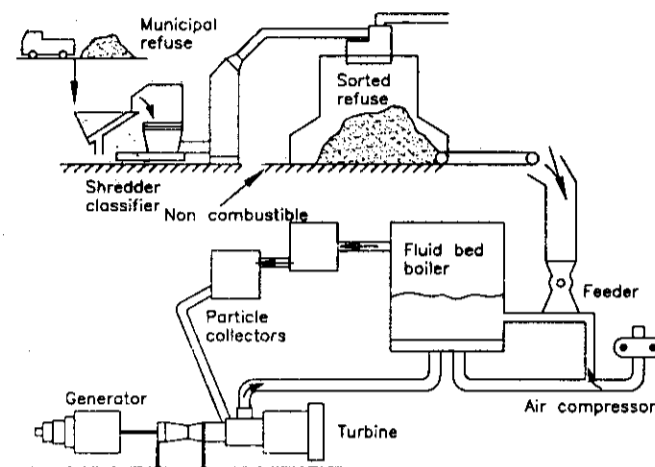 Municipal
refuse
Sorted
refuse
Shredder
classifier
Non combustible
Fluid bed
boiler
Feeder
Particle
collectors
Generator
Turbine
Air compressor